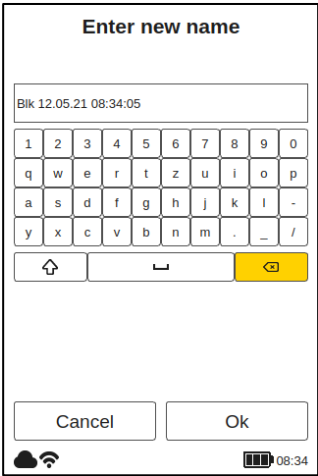 Enter new name
Blk 12.05.21 08:34:05
1 2 3 4 5 6 7 8 9 0
q w e r t z u i o p
a s d f g h j k l -
y x c v b n m . _ /
Cancel Ok
08:34